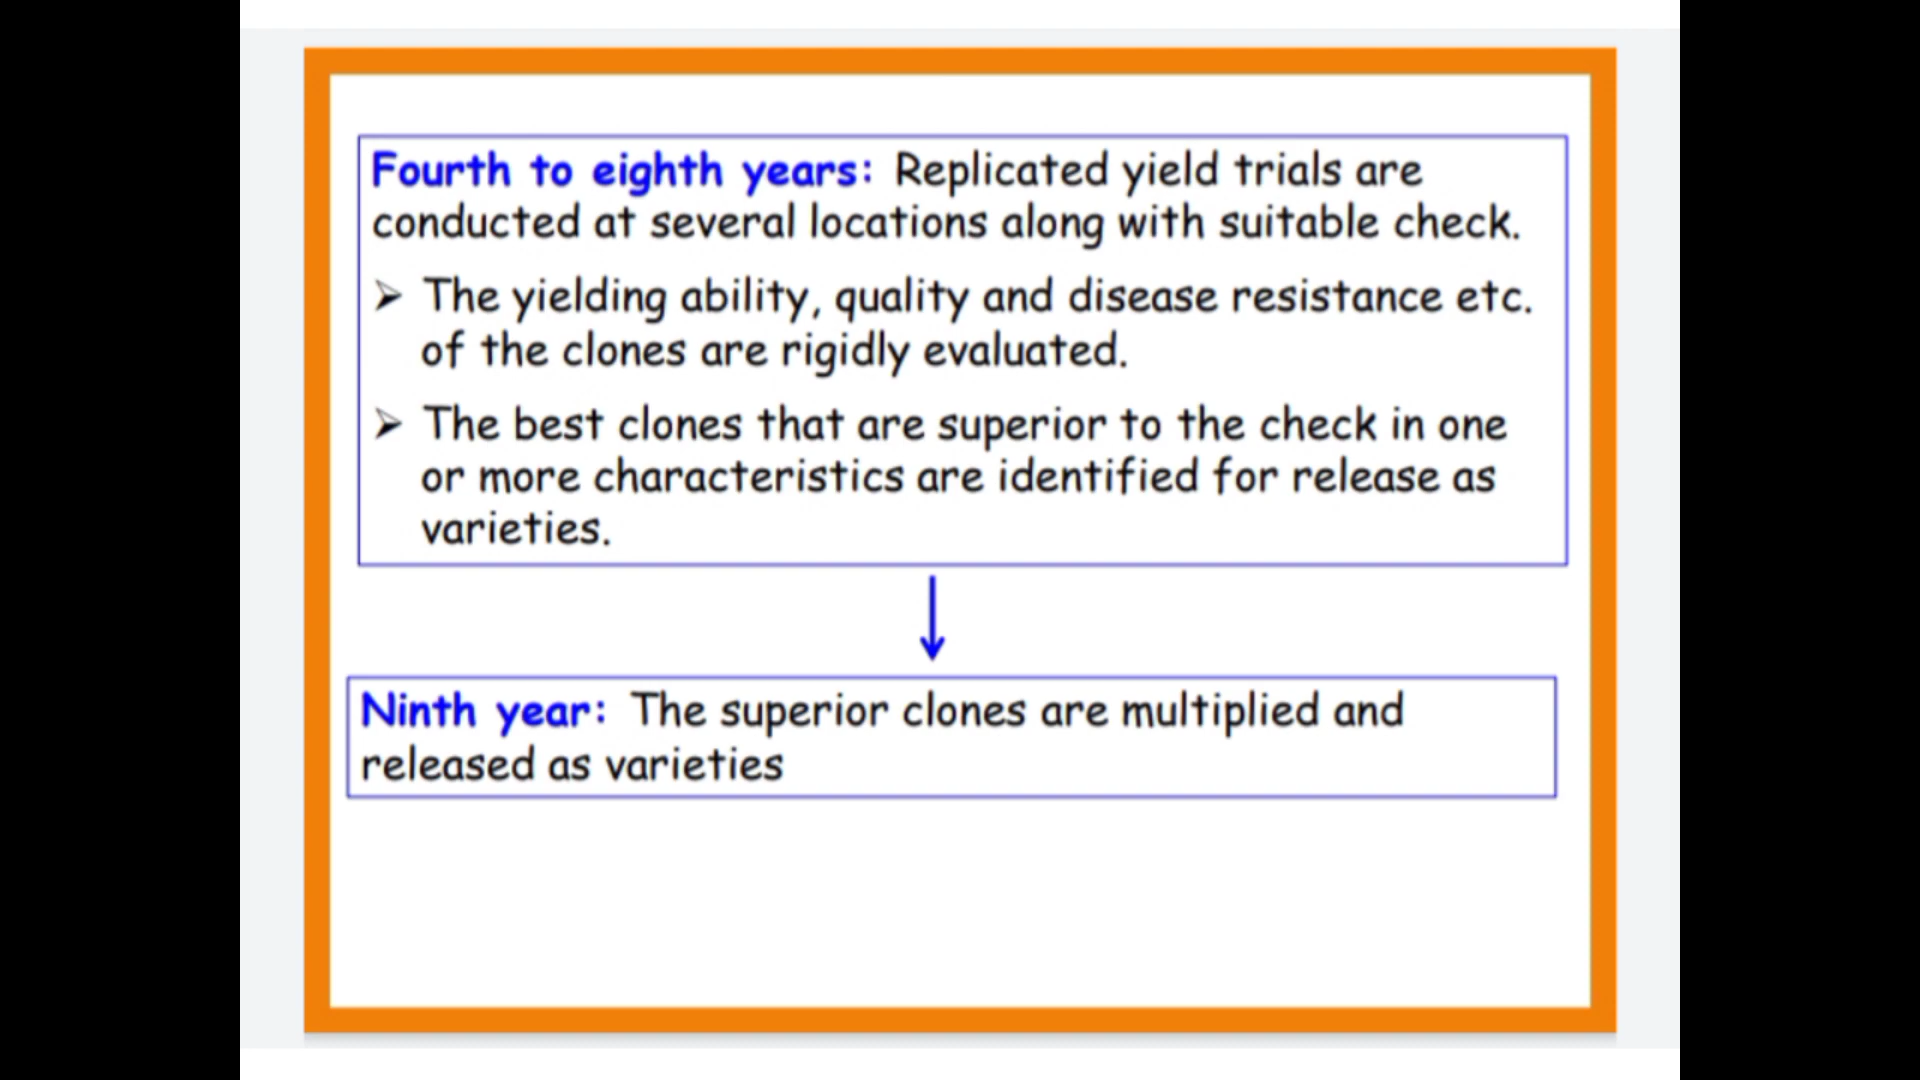 Fourth to eighth years: Replicated yield trials are
conducted at several locations along with suitable check.
➢ The yielding ability, quality and disease resistance etc.
of the clones are rigidly evaluated.
➢ The best clones that are superior to the check in one
or more characteristics are identified for release as
varieties.
Ninth year: The superior clones are multiplied and
released as varieties